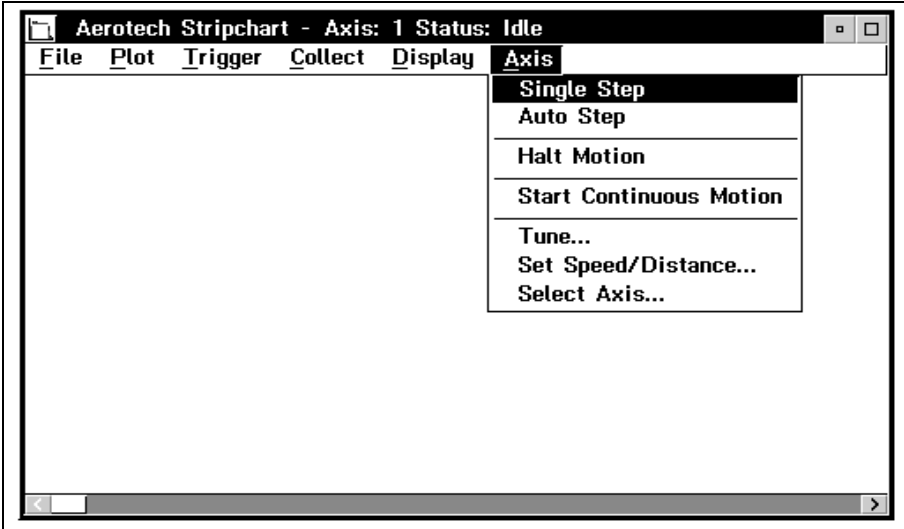 Aerotech Stripchart - Axis: 1 Status: Idle
File Plot Trigger Collect Display Axis
Single Step
Auto Step
Halt Motion
Start Continuous Motion
Tune...
Set Speed/Distance...
Select Axis...